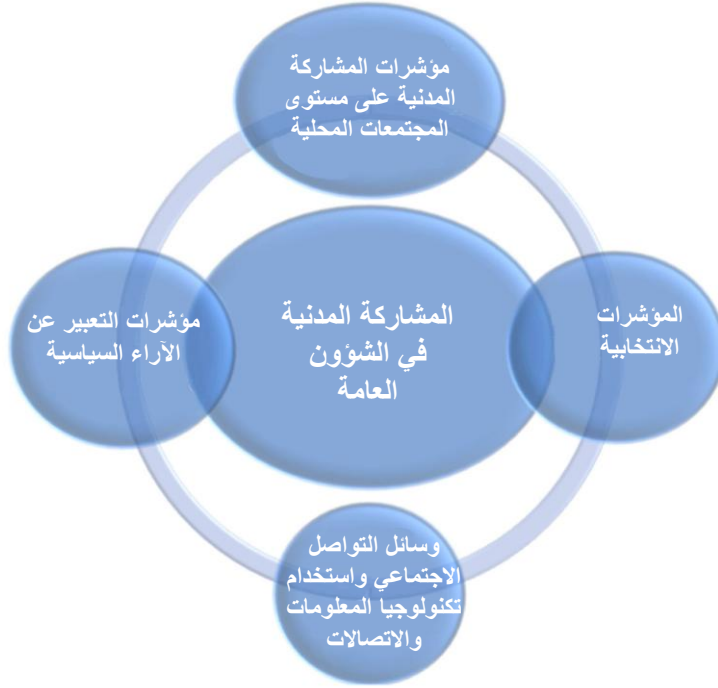 مؤشرات المشاركة
المدنية على مستوى
المجتمعات المحلية
المشاركة المدنية
في الشؤون
العامة
المؤشرات
الانتخابية
مؤشرات التعبير عن
الآراء السياسية
وسائل التواصل
الاجتماعي واستخدام
تكنولوجيا المعلومات
والاتصالات